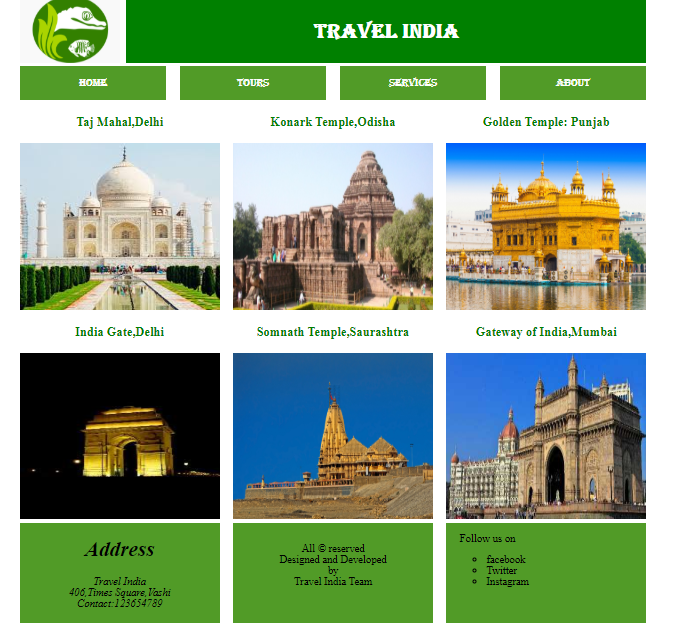 TRAVEL INDIA
HOME
TOURS
SERVICES
ABOUT
Taj Mahal,Delhi
Konark Temple,Odisha
Golden Temple: Punjab
India Gate,Delhi
Somnath Temple,Saurashtra
Gateway of India,Mumbai
Address
Travel India
406,Times Square,Vashi
Contact:123654789
All © reserved
Designed and Developed
by
Travel India Team
Follow us on
facebook
Twitter
Instagram